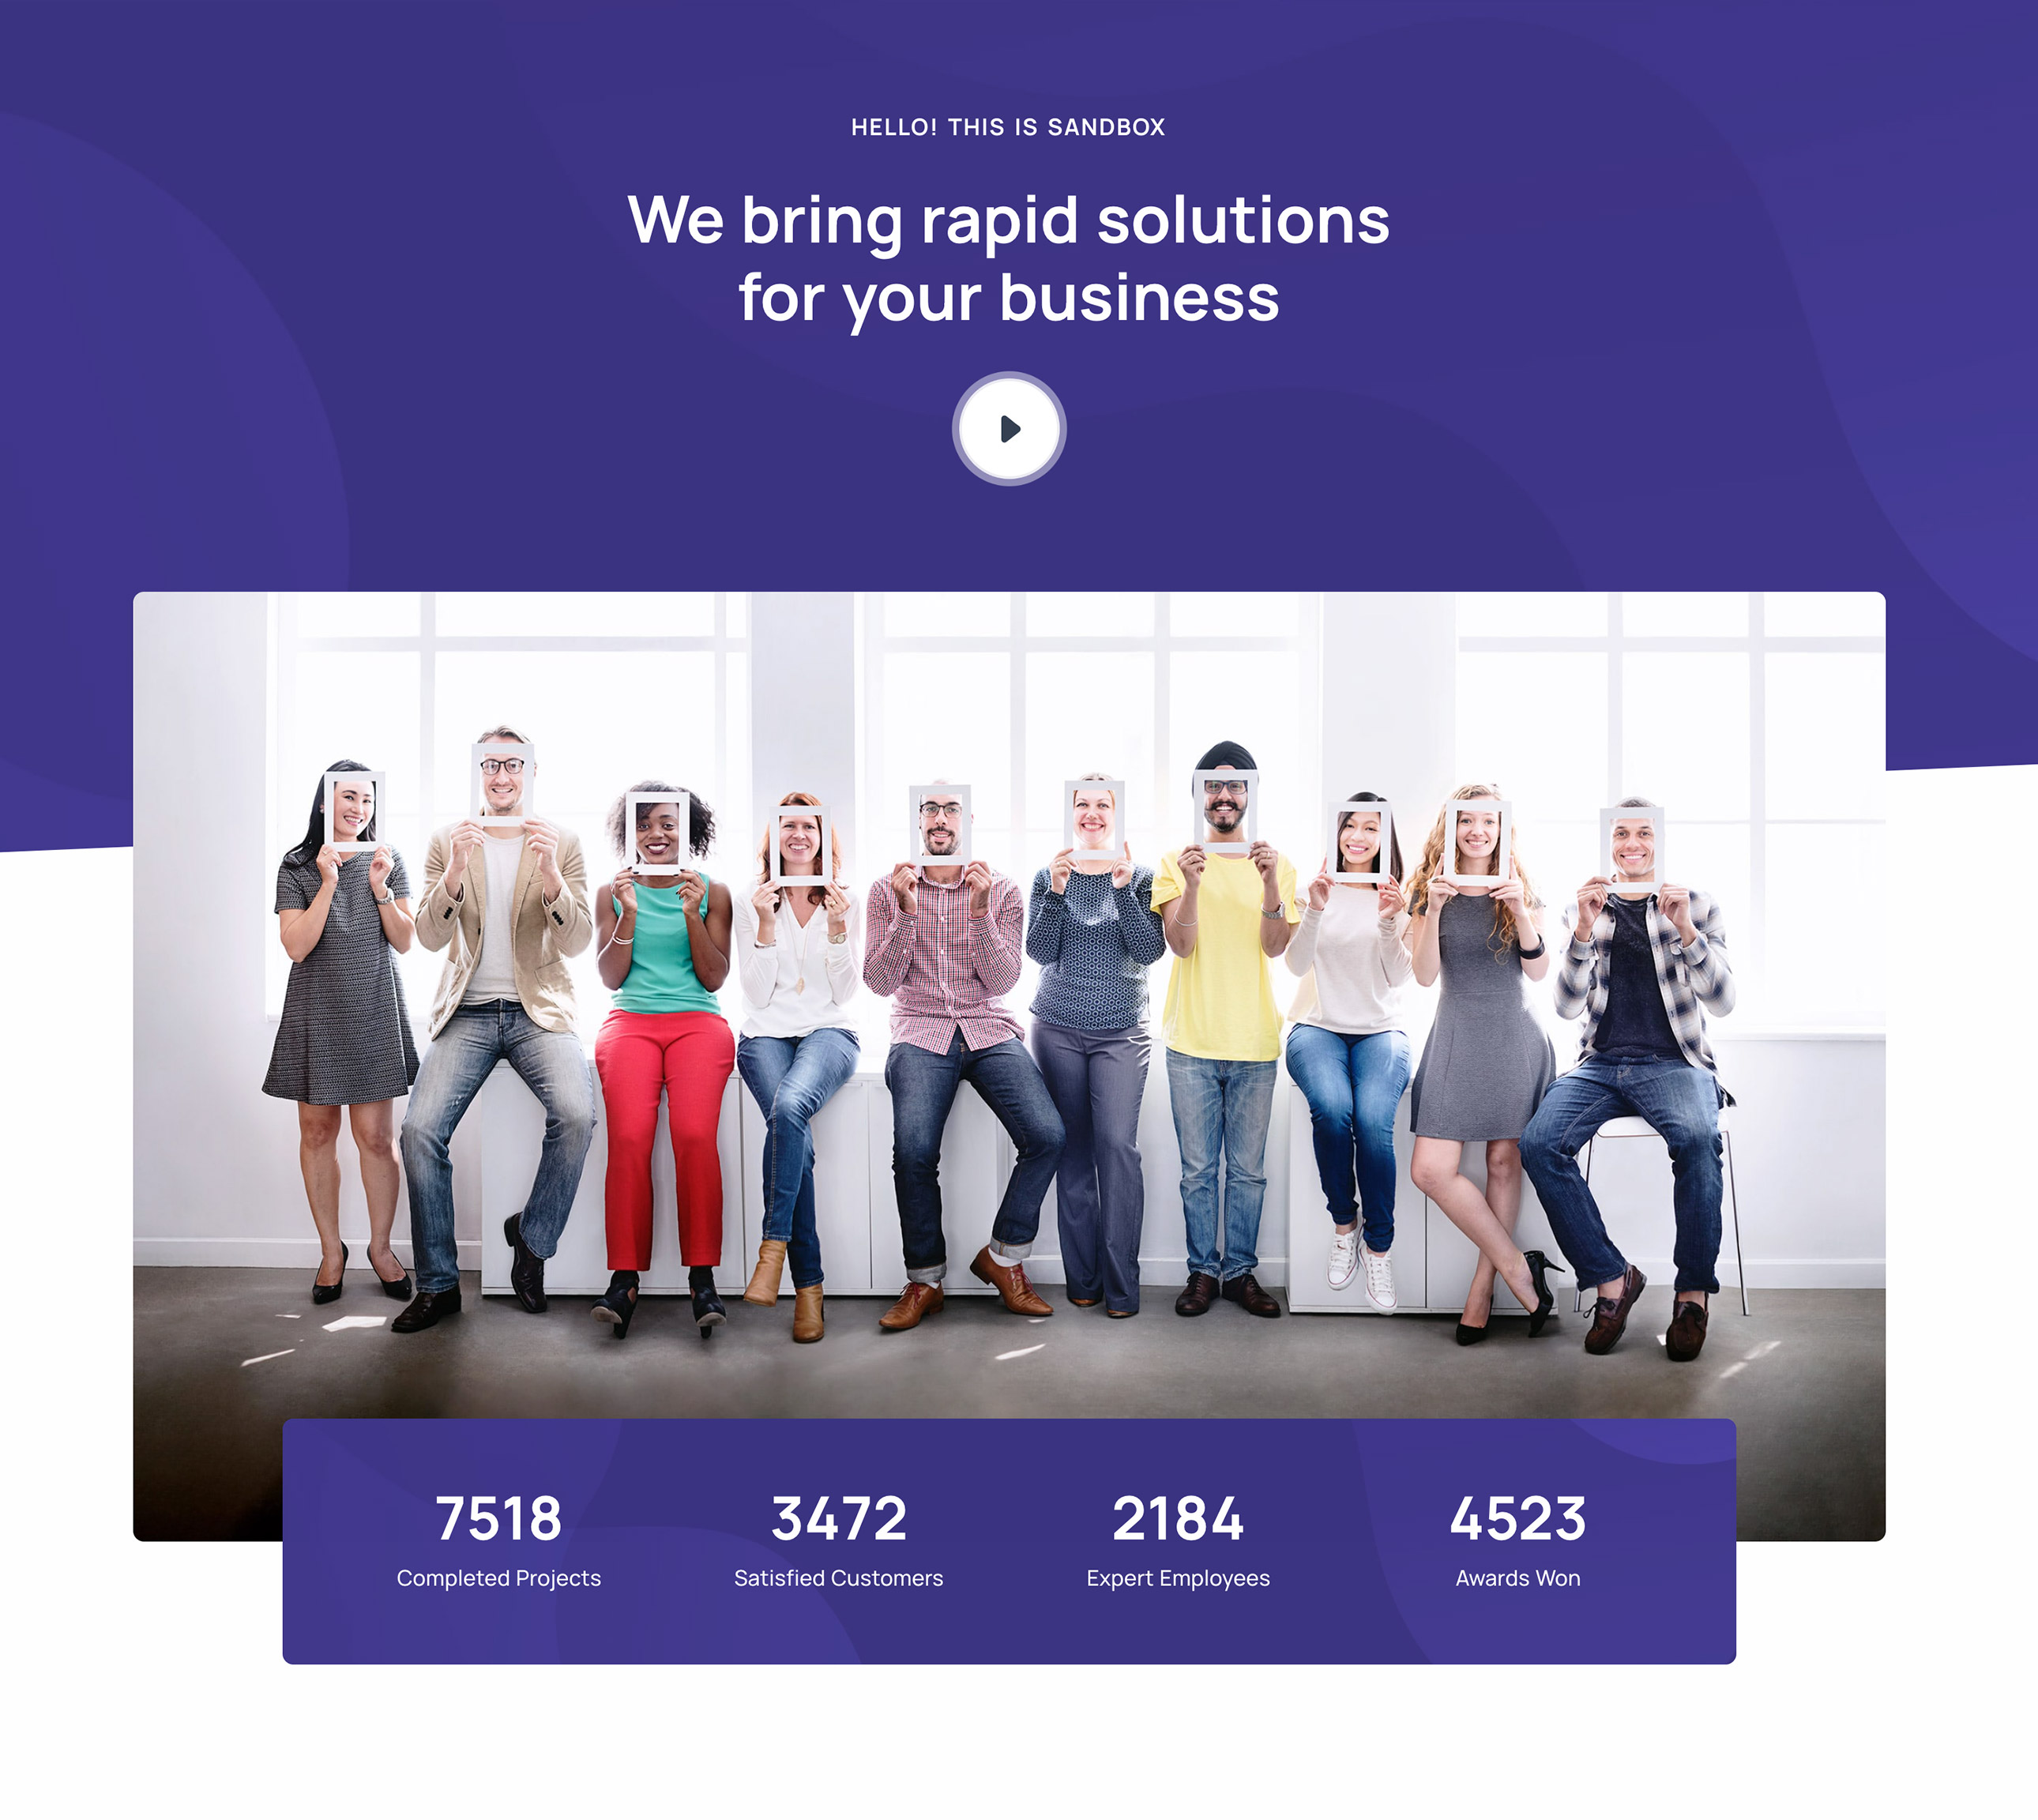 HELLO! THIS IS SANDBOX
We bring rapid solutions
for your business
7518
Completed Projects
3472
Satisfied Customers
2184
Expert Employees
4523
Awards Won